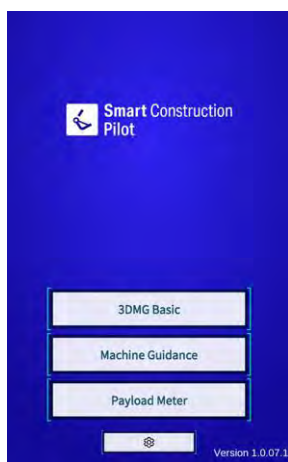 Smart Construction
Pilot
3DMG Basic
Machine Guidance
Payload Meter
Version 1.0.07.1